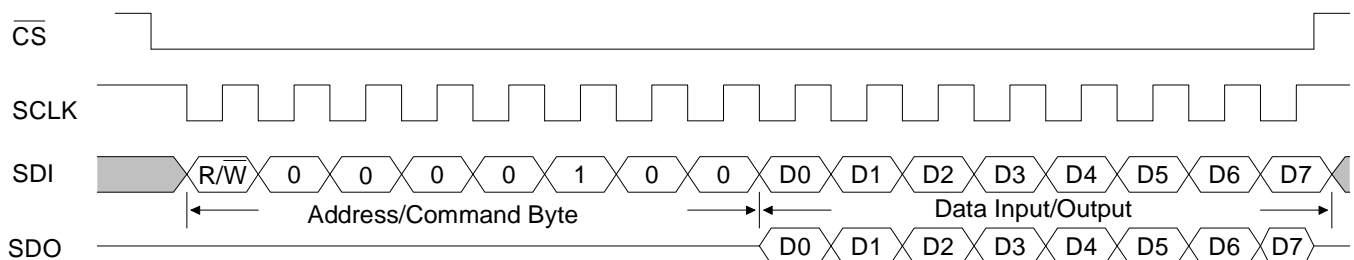 CS
SCLK
SDI R/W 0 0 0 0 1 0 0 D0 D1 D2 D3 D4 D5 D6 D7
Address/Command Byte Data Input/Output
SDO D0 D1 D2 D3 D4 D5 D6 D7